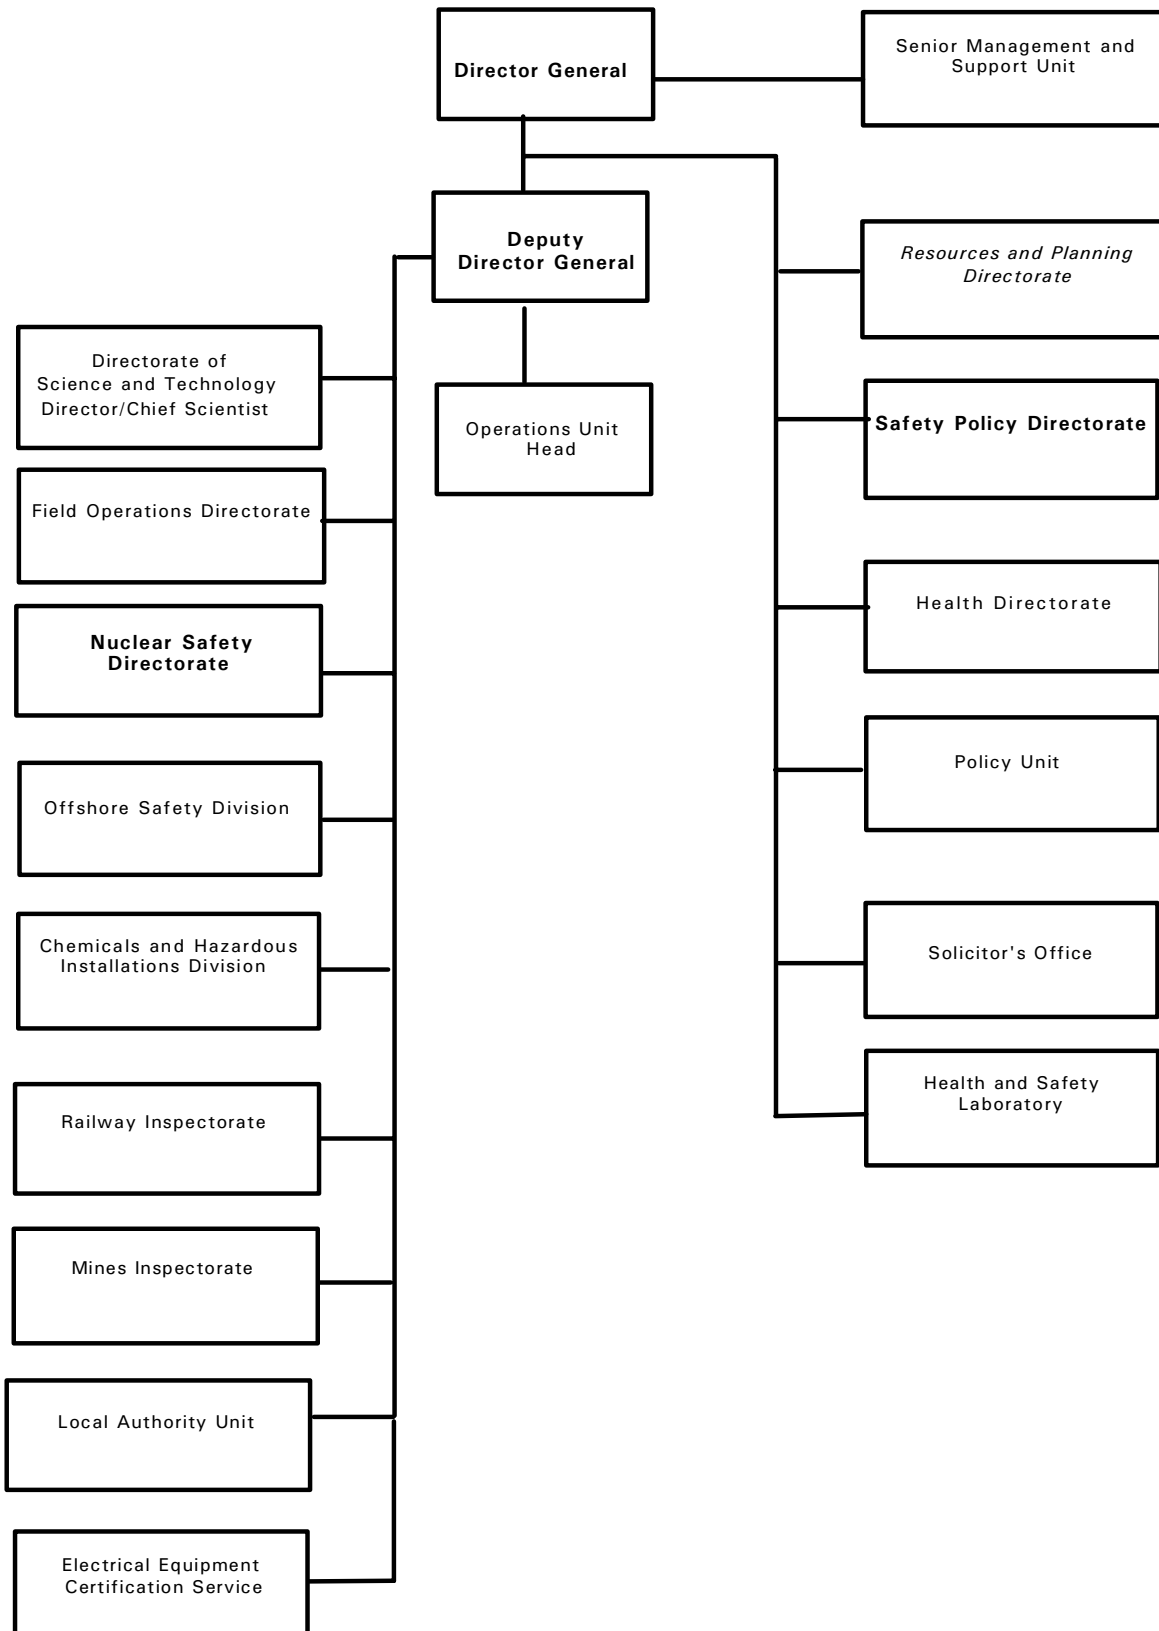 Director General
Senior Management and
Support Unit
Deputy
Director General
Resources and Planning
Directorate
Directorate of
Science and Technology
Director/Chief Scientist
Operations Unit
Head
Safety Policy Directorate
Field Operations Directorate
Health Directorate
Nuclear Safety
Directorate
Policy Unit
Offshore Safety Division
Chemicals and Hazardous
Installations Division
Solicitor's Office
Railway Inspectorate
Health and Safety
Laboratory
Mines Inspectorate
Local Authority Unit
Electrical Equipment
Certification Service